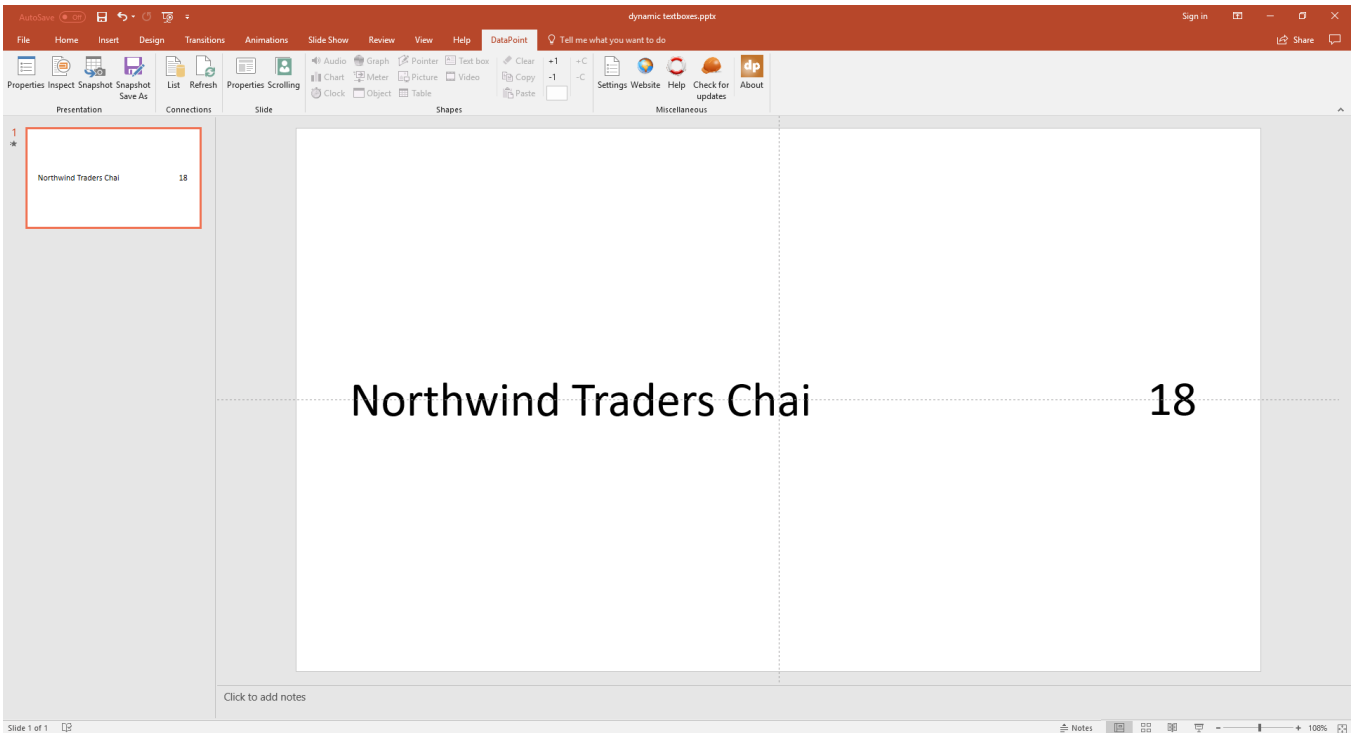 AutoSave Off dynamic textboxes.pptx Sign in
File Home Insert Design Transitions Animations Slide Show Review View Help DataPoint Tell me what you want to do Share
Properties Inspect Snapshot Snapshot Save As List Refresh Properties Scrolling
Audio Graph Pointer Text box Clear +1 +C
Chart Meter Picture Video Copy -1 -C
Clock Object Table Paste
Settings Website Help Check for updates dp About
Presentation Connections Slide Shapes Miscellaneous
1
Northwind Traders Chai 18
Northwind Traders Chai 18
Click to add notes
Slide 1 of 1 Notes 108%